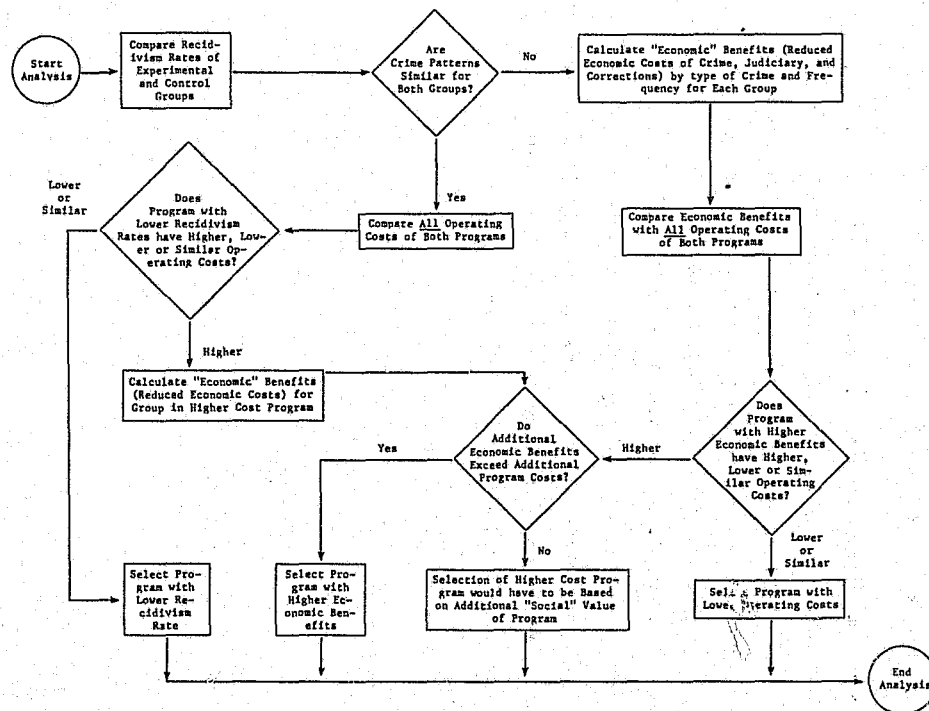 Start
Analysis
Compare Recid-
ivism Rates of
Experimental
and Control
Groups
Are
Crime Patterns
Similar for
Both Groups?
No
Calculate "Economic" Benefits (Reduced
Economic Costs of Crime, Judiciary, and
Corrections) by type of Crime and Fre-
quency for Each Group
Yes
Compare All Operating
Costs of Both Programs
Compare Economic Benefits
with All Operating Costs
of Both Programs
Lower
or
Similar
Does
Program with
Lower Recidivism
Rates have Higher, Low-
er or Similar Op-
erating Costs?
Higher
Calculate "Economic" Benefits
(Reduced Economic Costs) for
Group in Higher Cost Program
Do
Additional
Economic Benefits
Exceed Additional
Program Costs?
Yes
Higher
Does
Program
with Higher
Economic Benefits
have Higher,
Lower or Sim-
ilar Operating
Costs?
No
Lower
or
Similar
Select Pro-
gram with
Lower Re-
cidivism
Rate
Select Pro-
gram with
Higher Eco-
nomic Ben-
efits
Selection of Higher Cost Pro-
gram would have to be Based
on Additional "Social" Value
of Program
Program with
Costs
End
Analysis